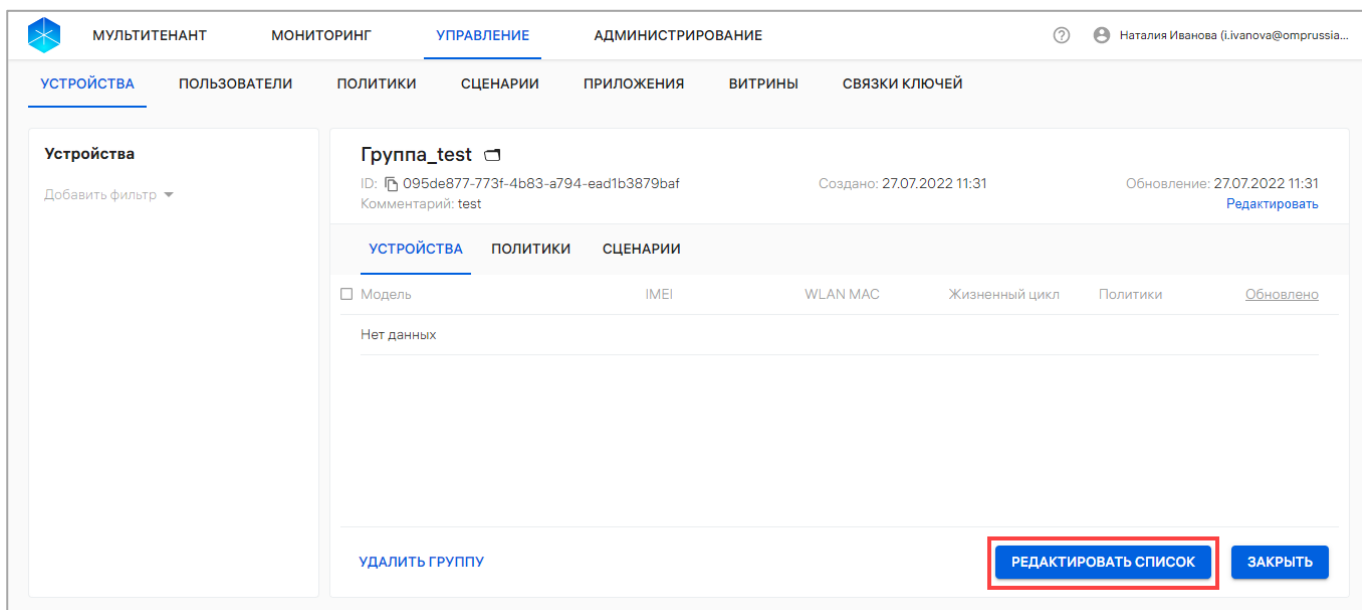 МУЛЬТИТЕНАНТ МОНИТОРИНГ УПРАВЛЕНИЕ АДМИНИСТРИРОВАНИЕ Наталия Иванова (i.ivanova@omprussia...
УСТРОЙСТВА ПОЛЬЗОВАТЕЛИ ПОЛИТИКИ СЦЕНАРИИ ПРИЛОЖЕНИЯ ВИТРИНЫ СВЯЗКИ КЛЮЧЕЙ
Устройства
Добавить фильтр
Группа_test
ID: 095de877-773f-4b83-a794-ead1b3879baf Создано: 27.07.2022 11:31 Обновление: 27.07.2022 11:31
Комментарий: test Редактировать
УСТРОЙСТВА ПОЛИТИКИ СЦЕНАРИИ
Модель IMEI WLAN MAC Жизненный цикл Политики Обновлено
Нет данных
УДАЛИТЬ ГРУППУ РЕДАКТИРОВАТЬ СПИСОК ЗАКРЫТЬ